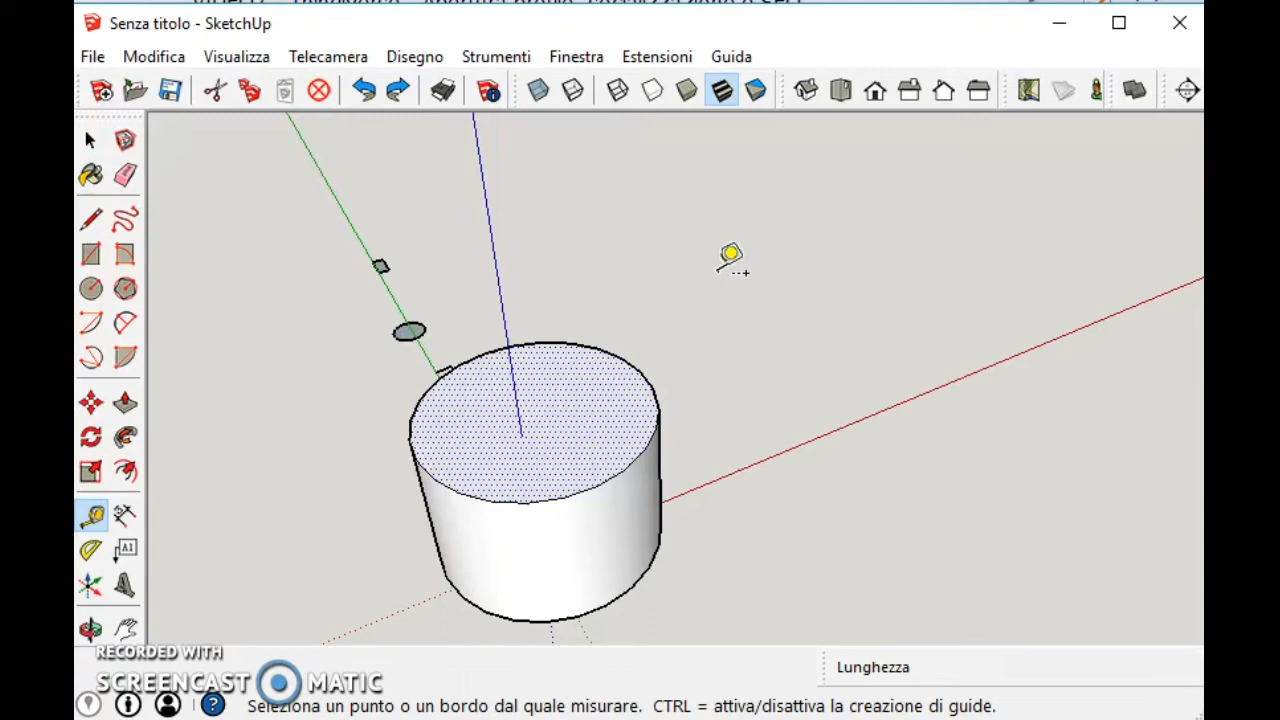 Senza titolo - SketchUp
File Modifica Visualizza Telecamera Disegno Strumenti Finestra Estensioni Guida
A1
Lunghezza
RECORDED WITH
SCREENCAST MATIC
Seleziona un punto o un bordo dal quale misurare. CTRL = attiva/disattiva la creazione di guide.